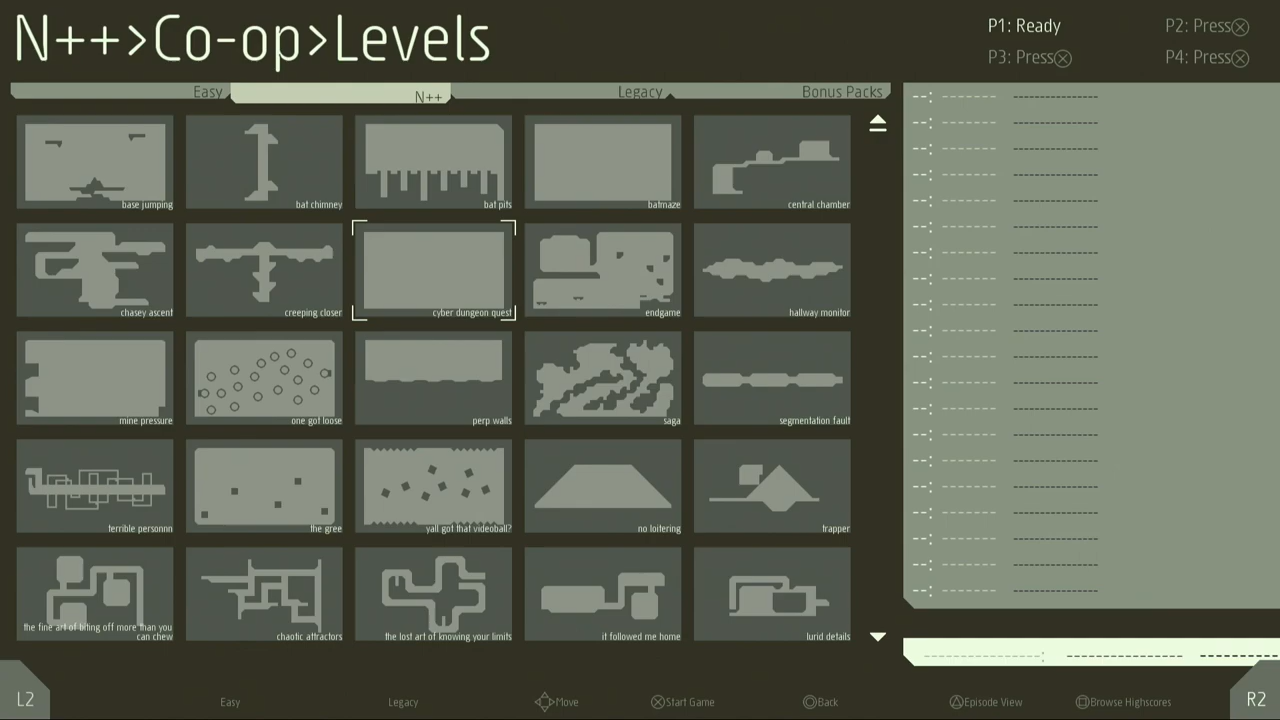 N++>Co-op>Levels
P1: Ready
P2: Press
P3: Press
P4: Press
Easy
N++
Legacy
Bonus Packs
base jumping
bat chimney
bat pits
batmaze
central chamber
chasey ascent
creeping closer
cyber dungeon quest
endgame
hallway monitor
mine pressure
one got loose
perp walls
saga
segmentation fault
terrible personnn
the gree
yall got that videoball?
no loitering
trapper
the fine art of biting off more than you
can chew
chaotic attractors
the lost art of knowing your limits
it followed me home
lurid details
L2
Easy
Legacy
Move
Start Game
Back
Episode View
Browse Highscores
R2